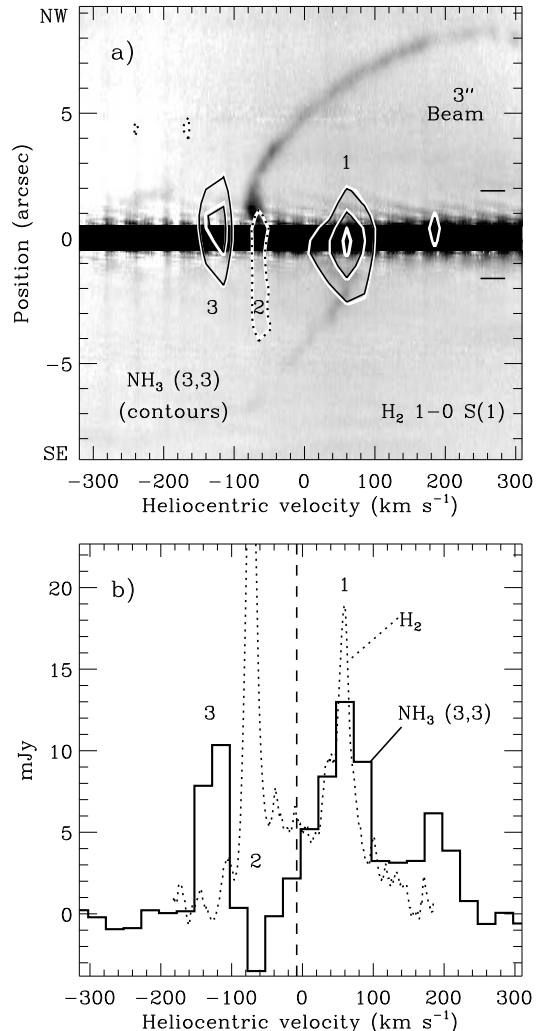 NW
a)
3″
Beam
1
5
0
3
2
−5
NH₃ (3,3)
(contours)
H₂ 1−0 S(1)
SE
Position (arcsec)
−300 −200 −100 0 100 200 300
Heliocentric velocity (km s⁻¹)
b)
20
1
H₂
15
3
NH₃ (3,3)
10
mJy
5
2
0
−300 −200 −100 0 100 200 300
Heliocentric velocity (km s⁻¹)